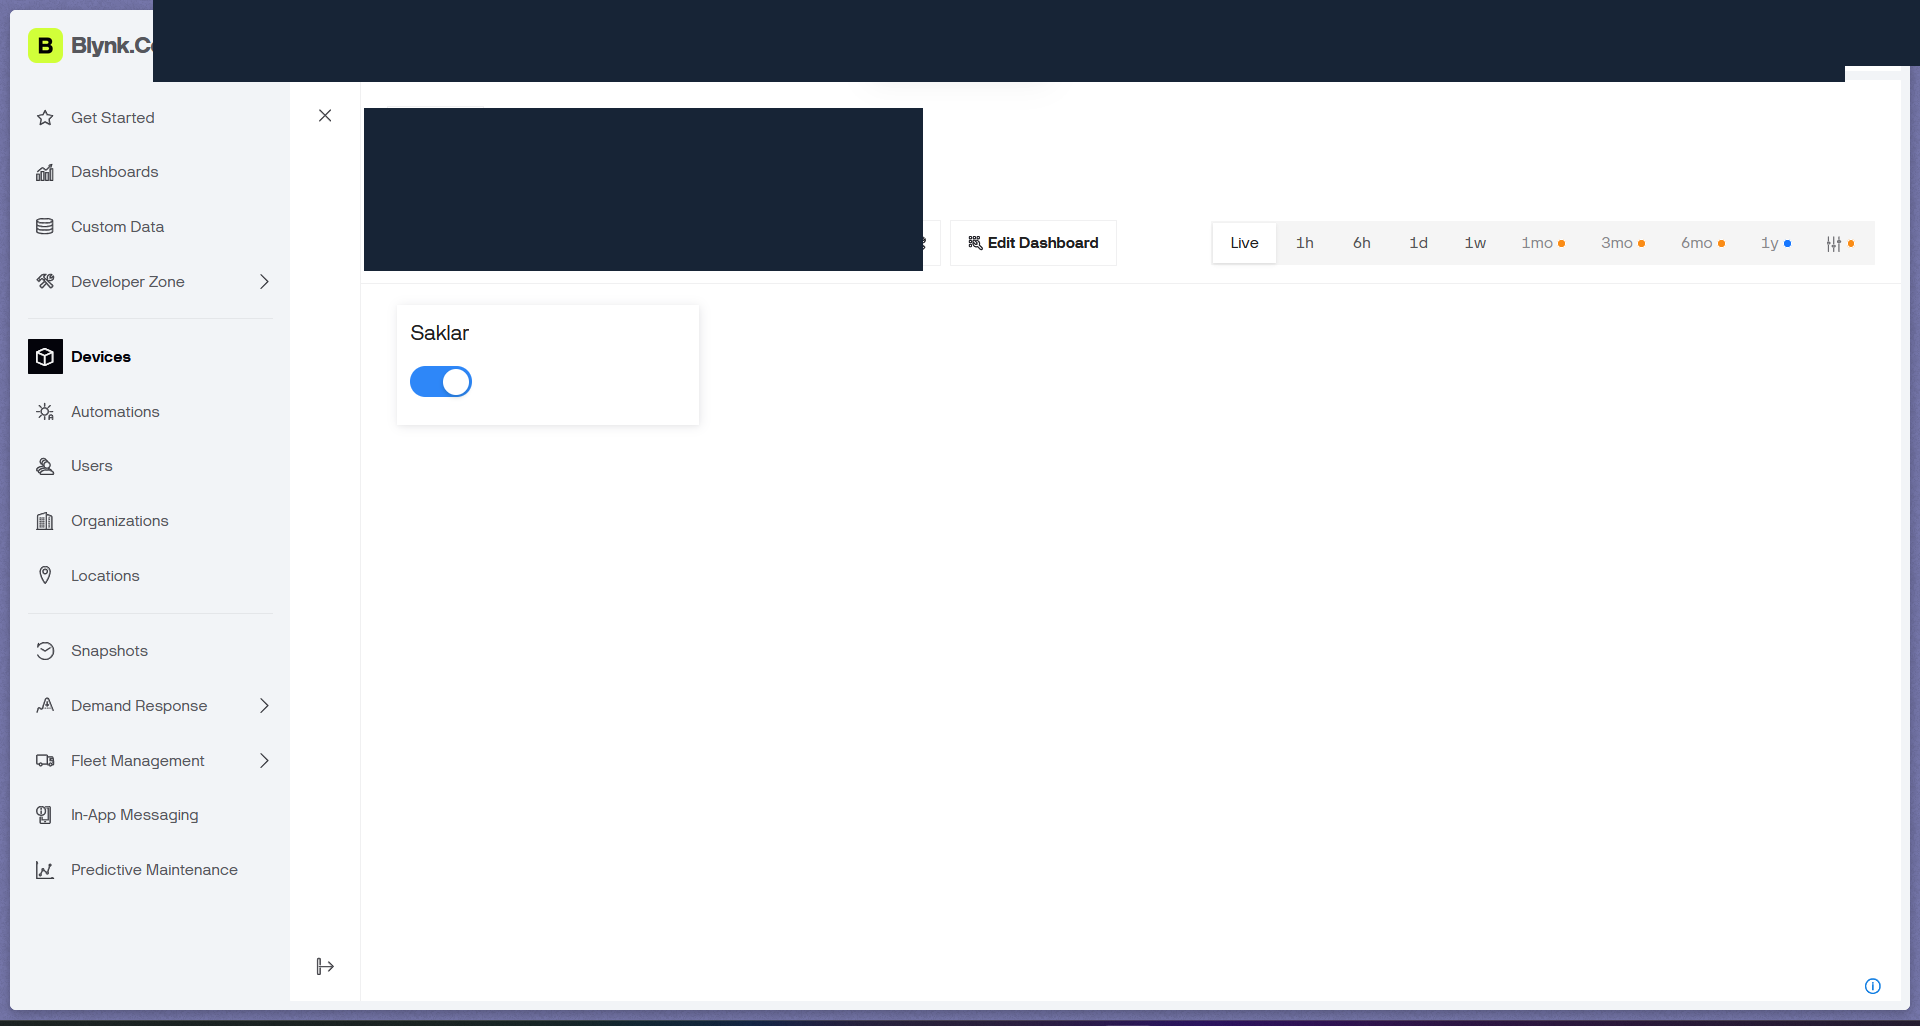 B Blynk.Co
Get Started
Dashboards
Custom Data
Developer Zone
Devices
Automations
Users
Organizations
Locations
Snapshots
Demand Response
Fleet Management
In-App Messaging
Predictive Maintenance
Edit Dashboard
Live 1h 6h 1d 1w 1mo 3mo 6mo 1y
Saklar